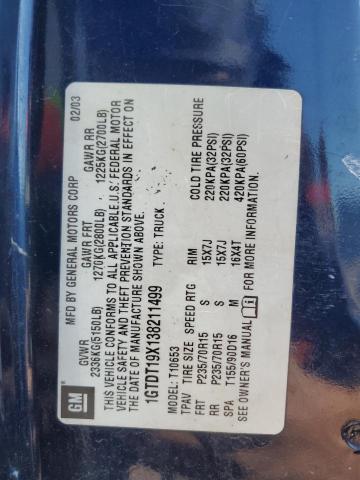 GM
MFD BY GENERAL MOTORS CORP 02/03
GVWR GAWR FRT GAWR RR
2336KG(5150LB) 1270KG(2800LB) 1225KG(2700LB)
THIS VEHICLE CONFORMS TO ALL APPLICABLE U.S. FEDERAL MOTOR
VEHICLE SAFETY AND THEFT PREVENTION STANDARDS IN EFFECT ON
THE DATE OF MANUFACTURE SHOWN ABOVE.
1GTDT19X138211499 TYPE: TRUCK
MODEL: T10653
TPAV TIRE SIZE SPEED RTG RIM COLD TIRE PRESSURE
FRT P235/70R15 S 15X7J 220KPA(32PSI)
RR P235/70R15 S 15X7J 220KPA(32PSI)
SPA T155/90D16 M 16X4T 420KPA(60PSI)
SEE OWNER'S MANUAL FOR MORE INFORMATION.